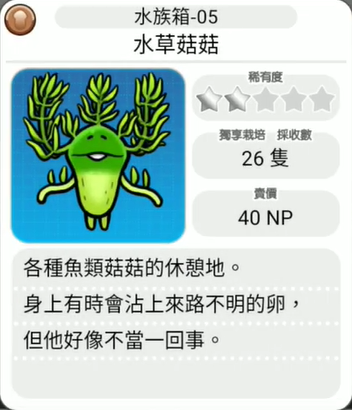 水族箱-05
水草菇菇
稀有度
獨享栽培　採收數
26 隻
賣價
40 NP
各種魚類菇菇的休憩地。
身上有時會沾上來路不明的卵，
但他好像不當一回事。